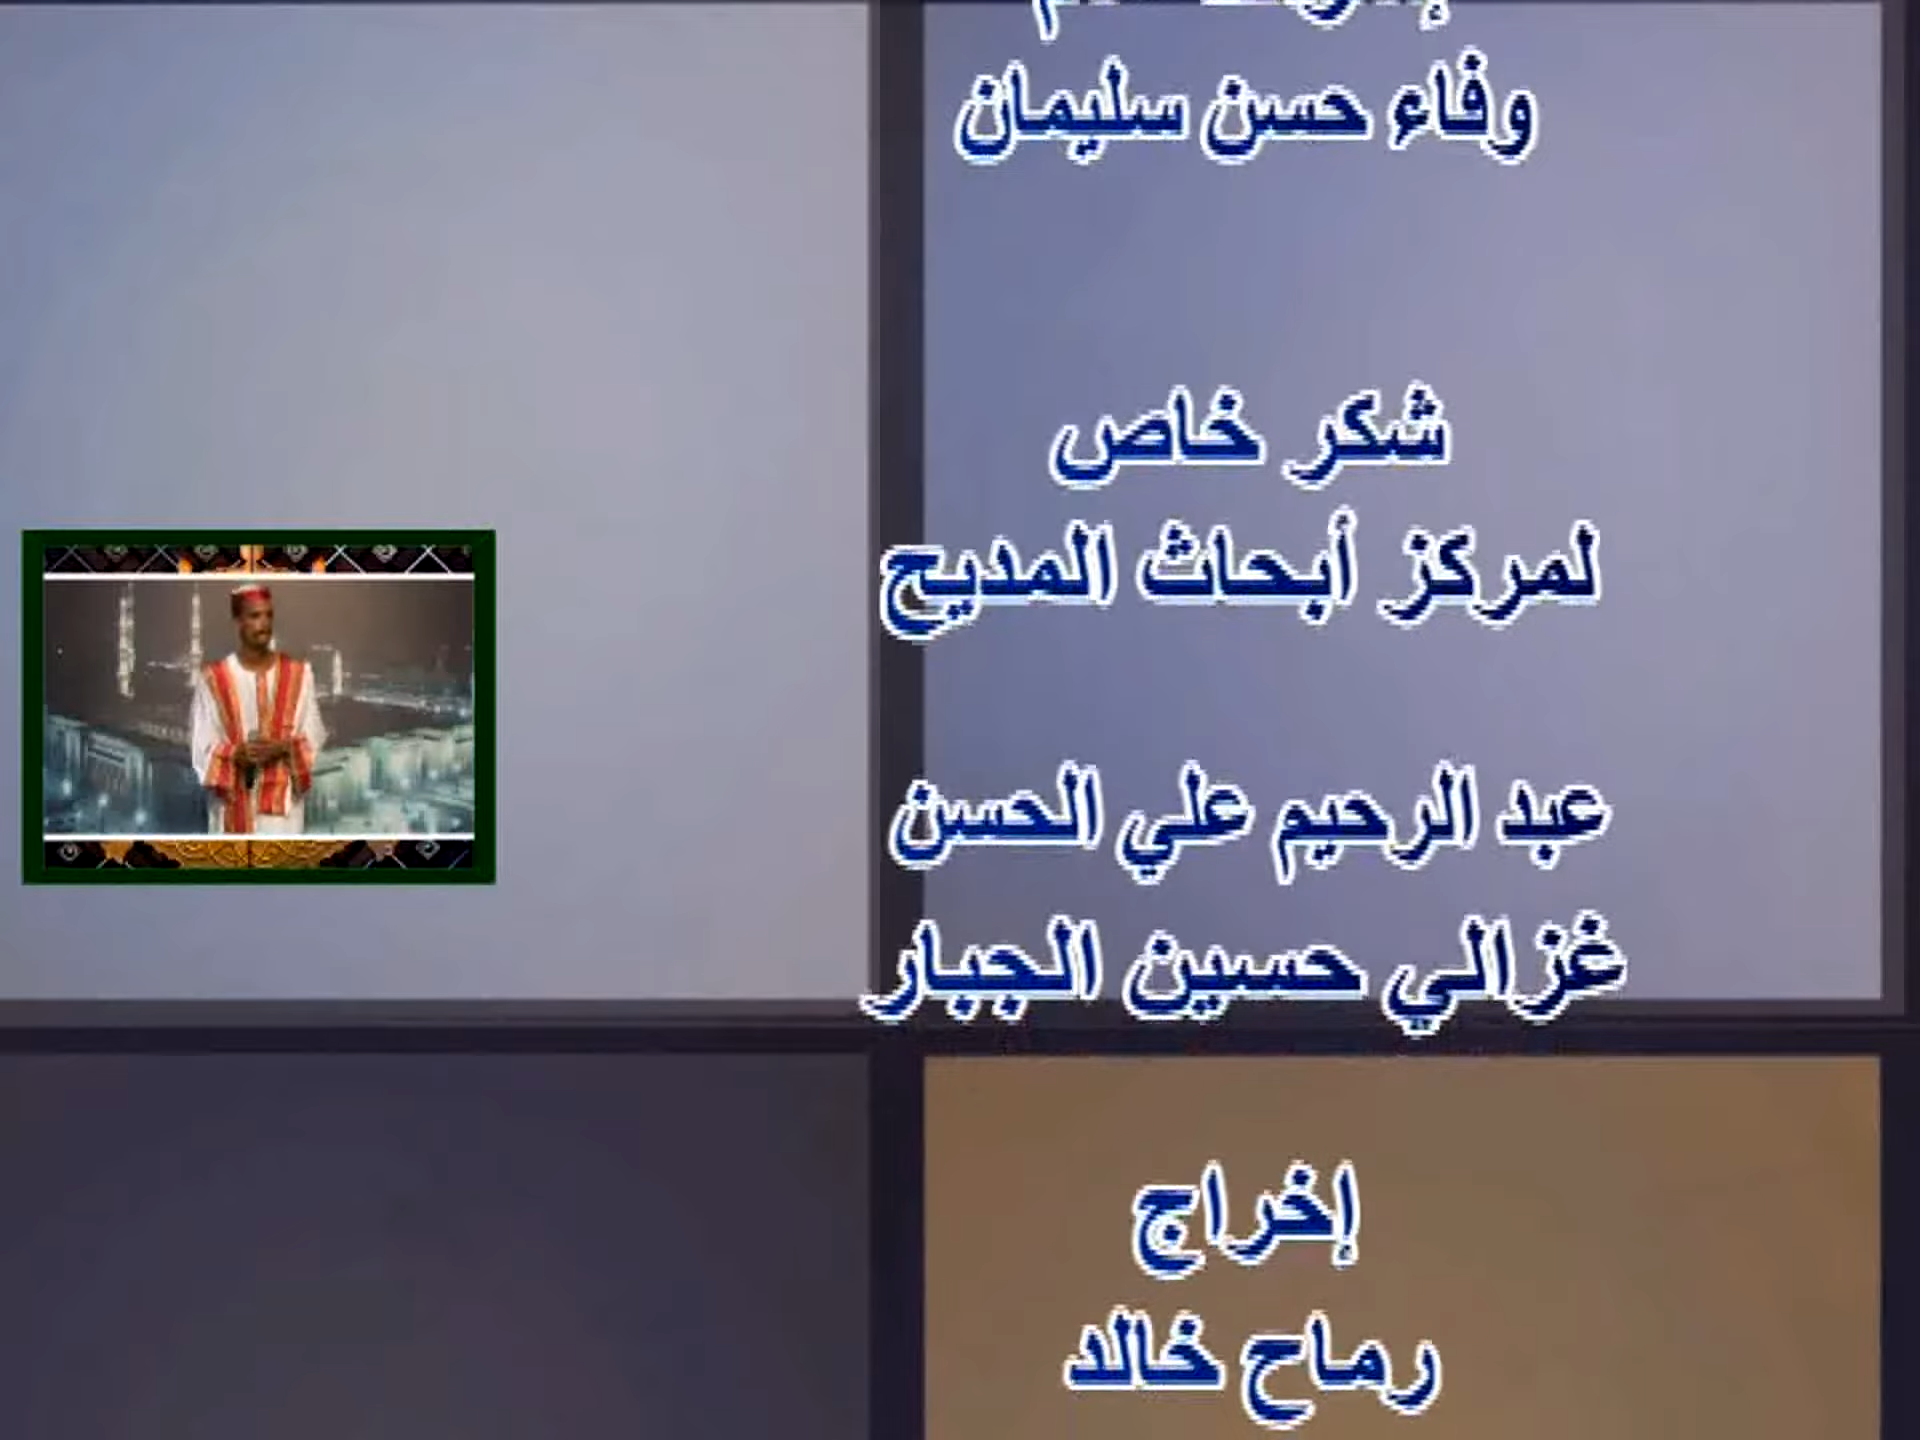 وفاء حسن سليمان
شكر خاص
لمركز أبحاث المديح
عبد الرحيم علي الحسن
غزالي حسين الجبار
إخراج
رماح خالد